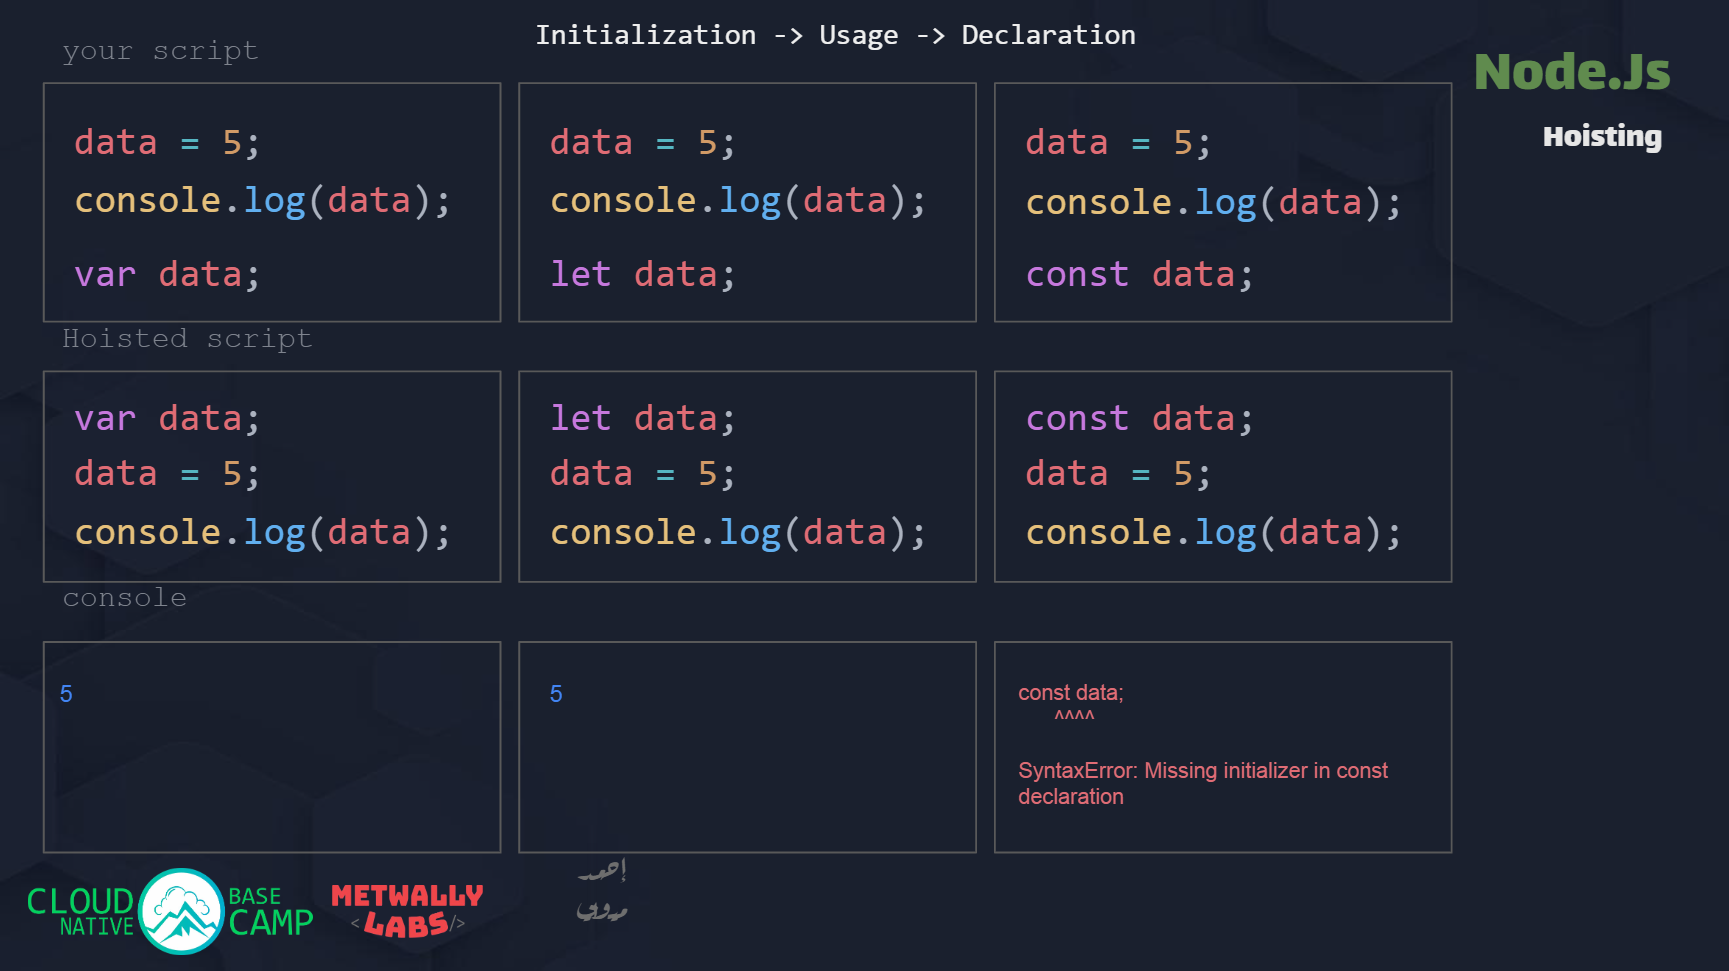 Initialization -> Usage -> Declaration
Node.Js
Hoisting
your script
data = 5;
console.log(data);
var data;
data = 5;
console.log(data);
let data;
data = 5;
console.log(data);
const data;
Hoisted script
var data;
data = 5;
console.log(data);
let data;
data = 5;
console.log(data);
const data;
data = 5;
console.log(data);
console
5
5
const data;
^^^^
SyntaxError: Missing initializer in const
declaration
CLOUD
NATIVE
BASE
CAMP
METWALLY
<LABS/>